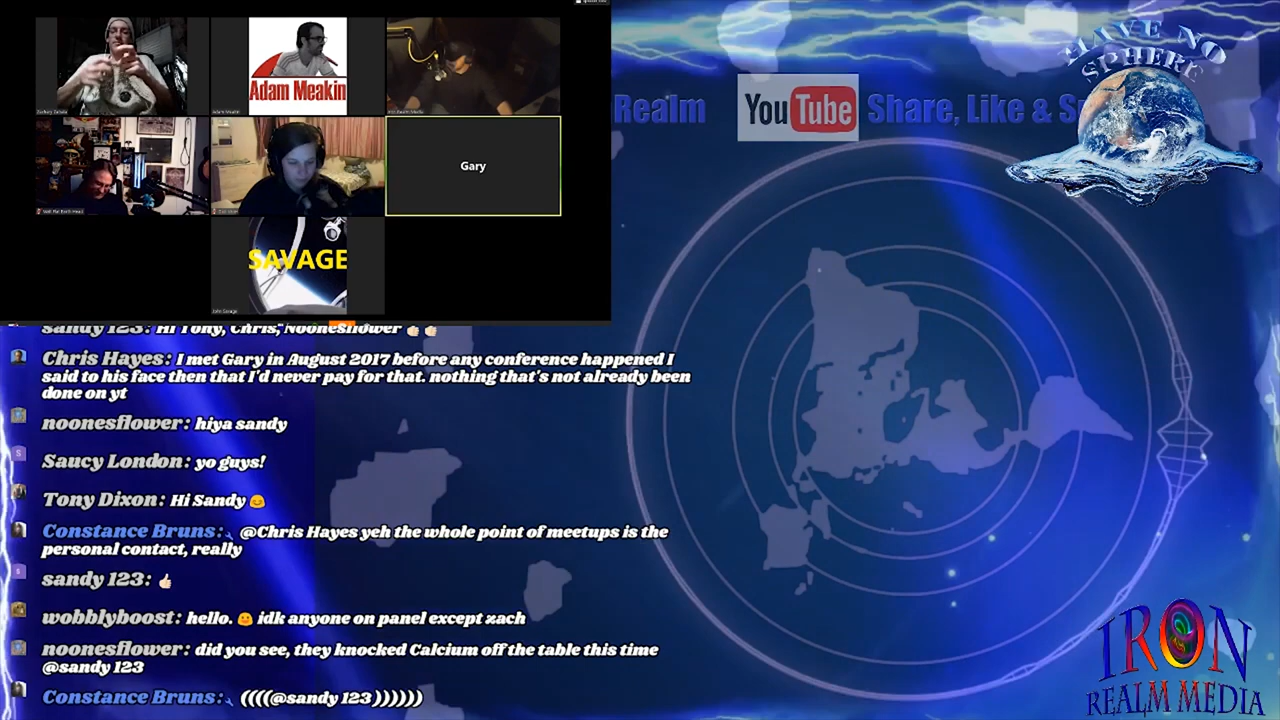 Adam Meakin
Gary
SAVAGE
John Savage
Realm
YouTube
Share, Like & S
HAVE NO
SPHERE
sandy 123: Hi Tony, Chris, Noonesflower 👍🏻 👍🏻
Chris Hayes: I met Gary in August 2017 before any conference happened I
said to his face then that I'd never pay for that. nothing that's not already been
done on yt
noonesflower: hiya sandy
Saucy London: yo guys!
Tony Dixon: Hi Sandy 😊
Constance Bruns: @Chris Hayes yeh the whole point of meetups is the
personal contact, really
sandy 123: 👍🏻
wobblyboost: hello. 🙂 idk anyone on panel except zach
noonesflower: did you see, they knocked Calcium off the table this time
@sandy 123
Constance Bruns: ((((@sandy 123))))))
IRON
REALM MEDIA